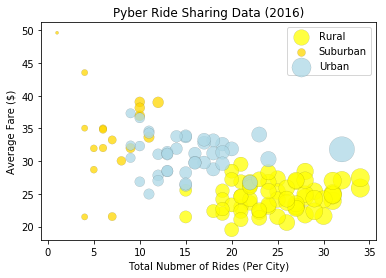 Pyber Ride Sharing Data (2016)
Rural
Suburban
Urban
Average Fare ($)
50
45
40
35
30
25
20
0
5
10
15
20
25
30
35
Total Nubmer of Rides (Per City)